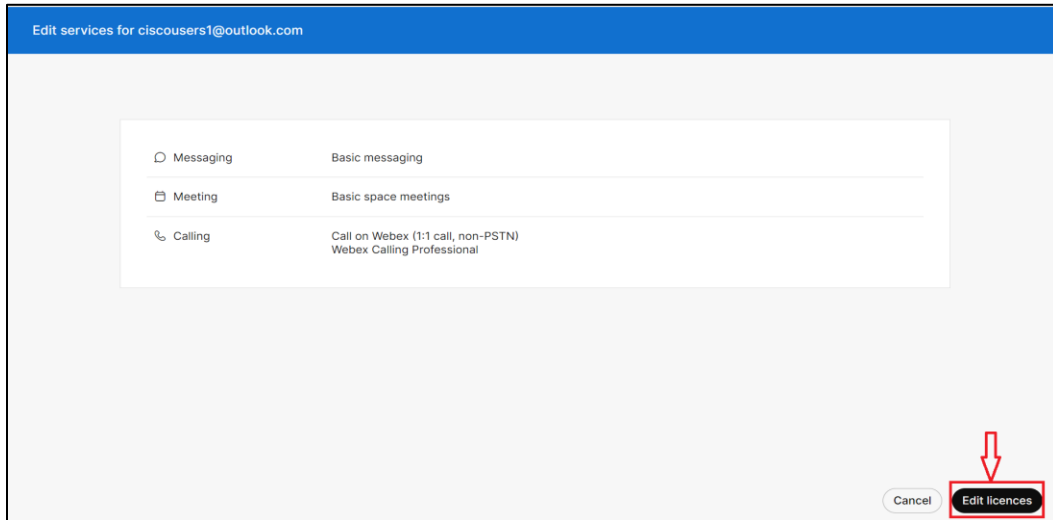 Edit services for ciscousers1@outlook.com
Messaging Basic messaging
Meeting Basic space meetings
Calling Call on Webex (1:1 call, non-PSTN)
Webex Calling Professional
Cancel Edit licences